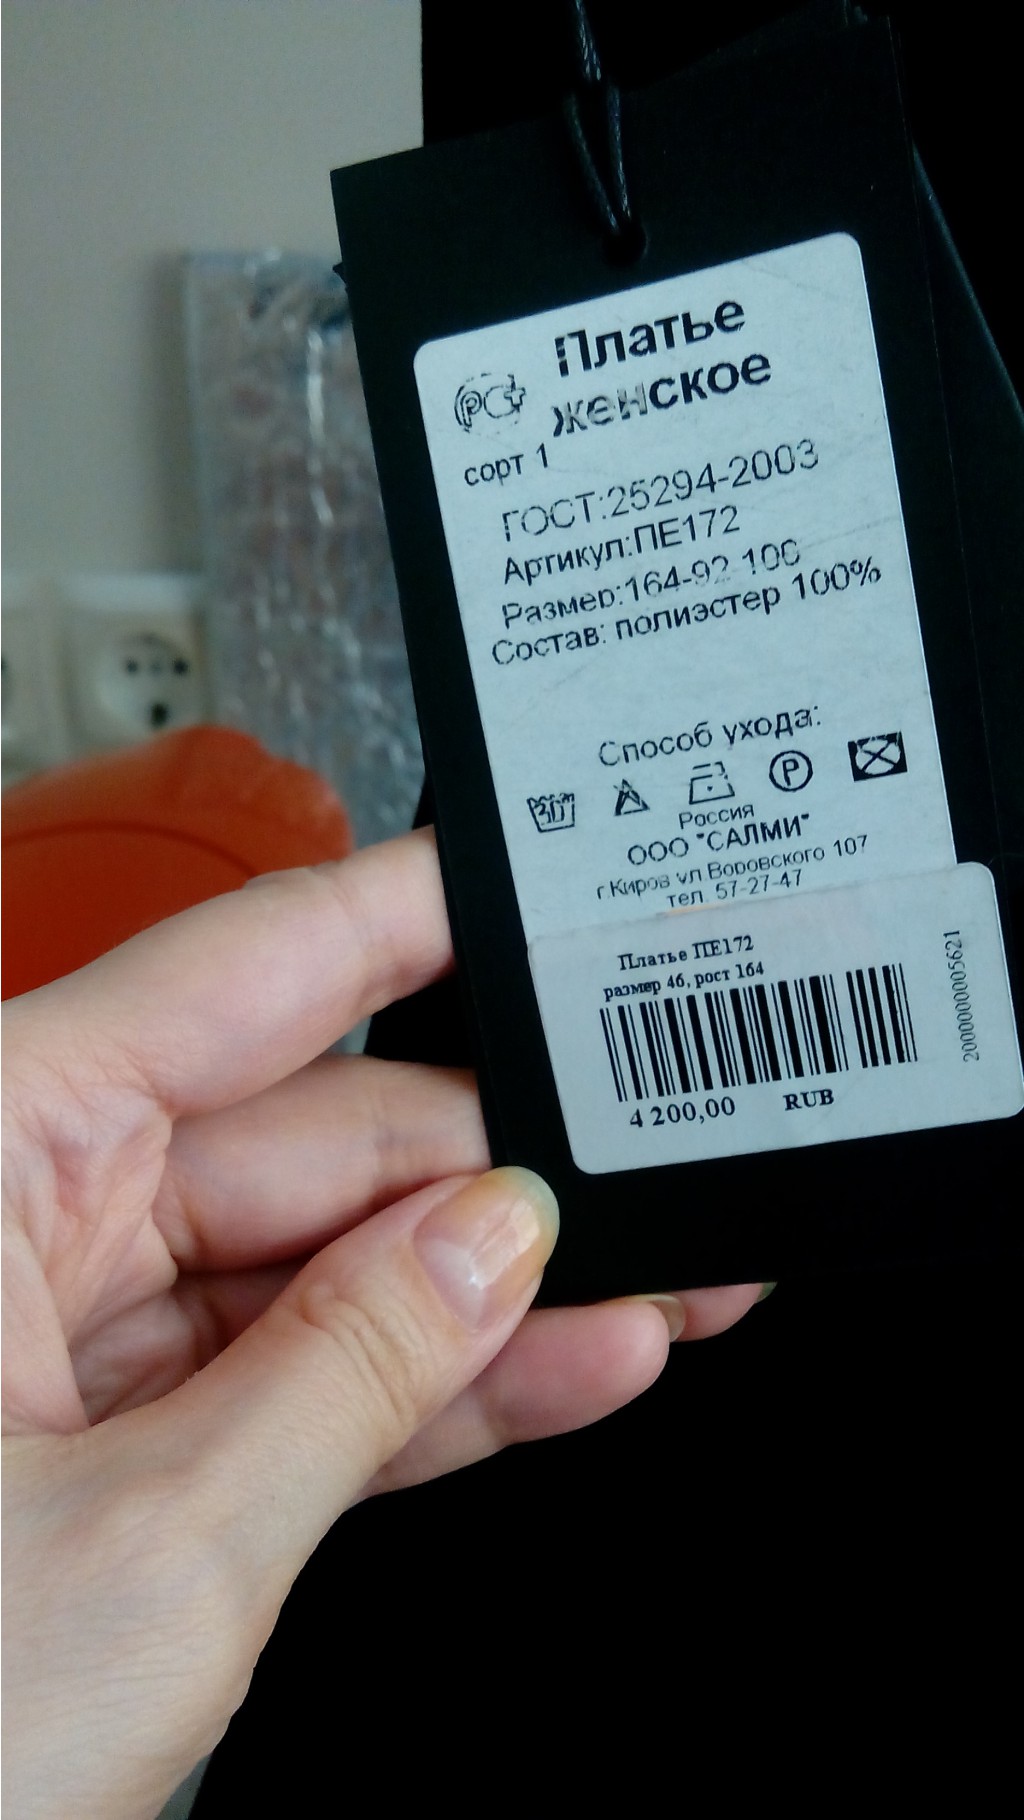 Платье
женское
РСТ
сорт 1
ГОСТ:25294-2003
Артикул:ПЕ172
Размер:164-92 100
Состав: полиэстер 100%
Способ ухода:
30° P
Россия
ООО "САЛМИ"
г.Киров ул Воровского 107
тел. 57-27-47
Платье ПЕ172
размер 46, рост 164
4 200,00 RUB
2000000005621